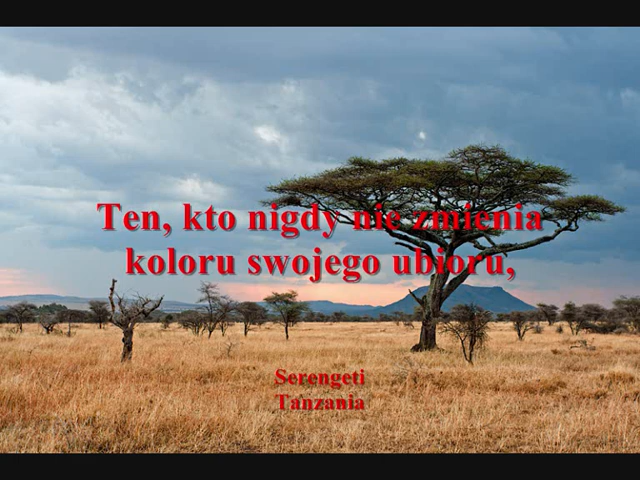 Ten, kto nigdy nie zmienia
koloru swojego ubioru,
Serengeti
Tanzania